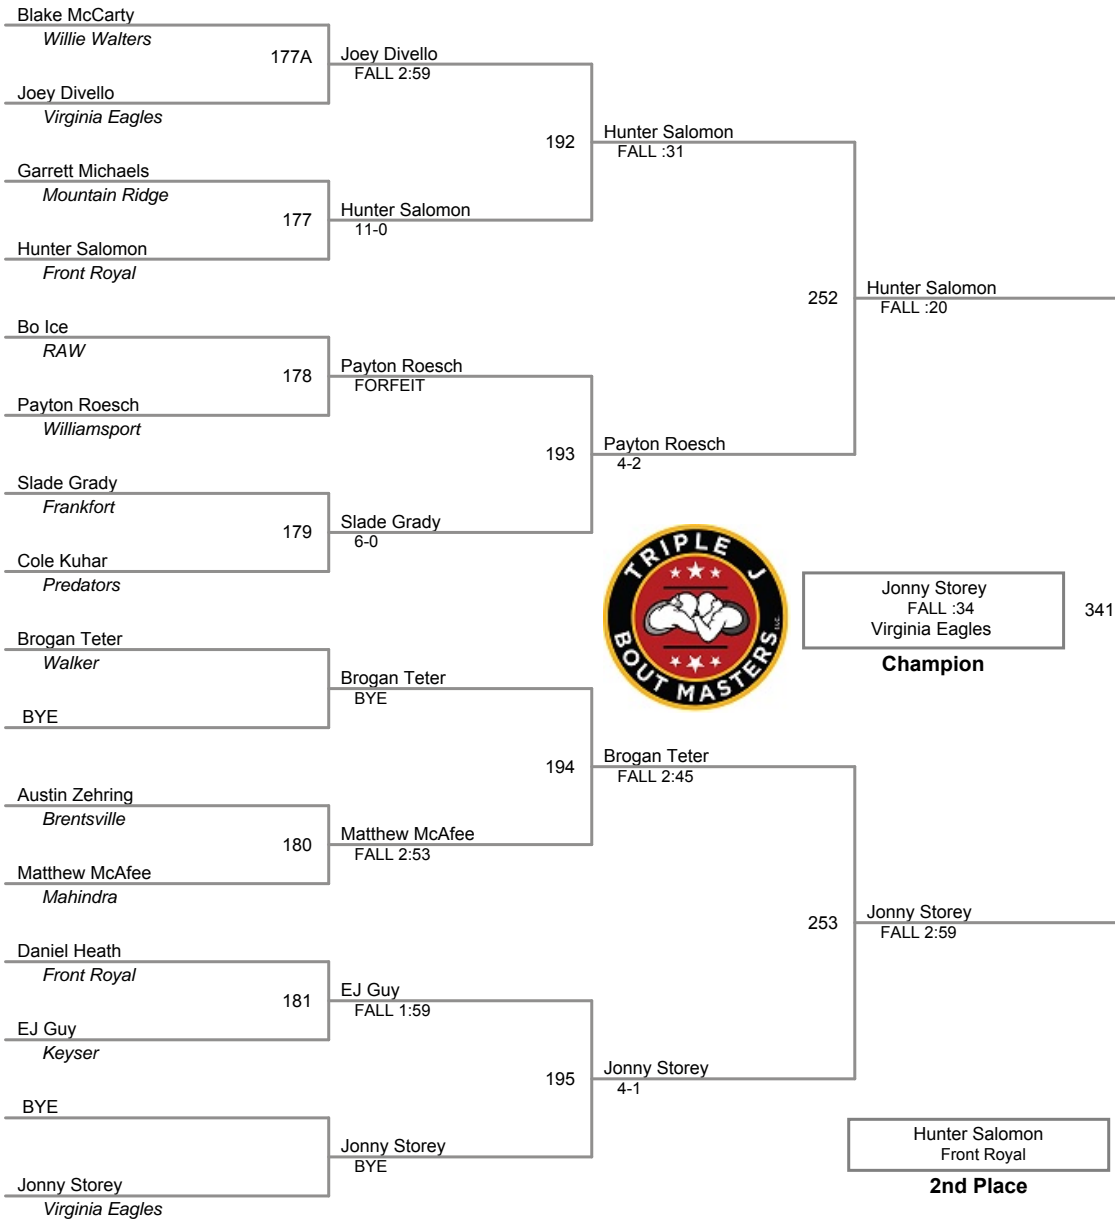 Blake McCarty
Willie Walters
177A
Joey Divello
FALL 2:59
Joey Divello
Virginia Eagles
192
Hunter Salomon
FALL :31
Garrett Michaels
Mountain Ridge
177
Hunter Salomon
11-0
Hunter Salomon
Front Royal
252
Hunter Salomon
FALL :20
Bo Ice
RAW
178
Payton Roesch
FORFEIT
Payton Roesch
Williamsport
193
Payton Roesch
4-2
Slade Grady
Frankfort
179
Slade Grady
6-0
Cole Kuhar
Predators
TRIPLE J
BOUT MASTERS LLC.
Jonny Storey
FALL :34
Virginia Eagles
341
Champion
Brogan Teter
Walker
Brogan Teter
BYE
BYE
194
Brogan Teter
FALL 2:45
Austin Zehring
Brentsville
180
Matthew McAfee
FALL 2:53
Matthew McAfee
Mahindra
253
Jonny Storey
FALL 2:59
Daniel Heath
Front Royal
181
EJ Guy
FALL 1:59
EJ Guy
Keyser
195
Jonny Storey
4-1
BYE
Jonny Storey
BYE
Jonny Storey
Virginia Eagles
Hunter Salomon
Front Royal
2nd Place